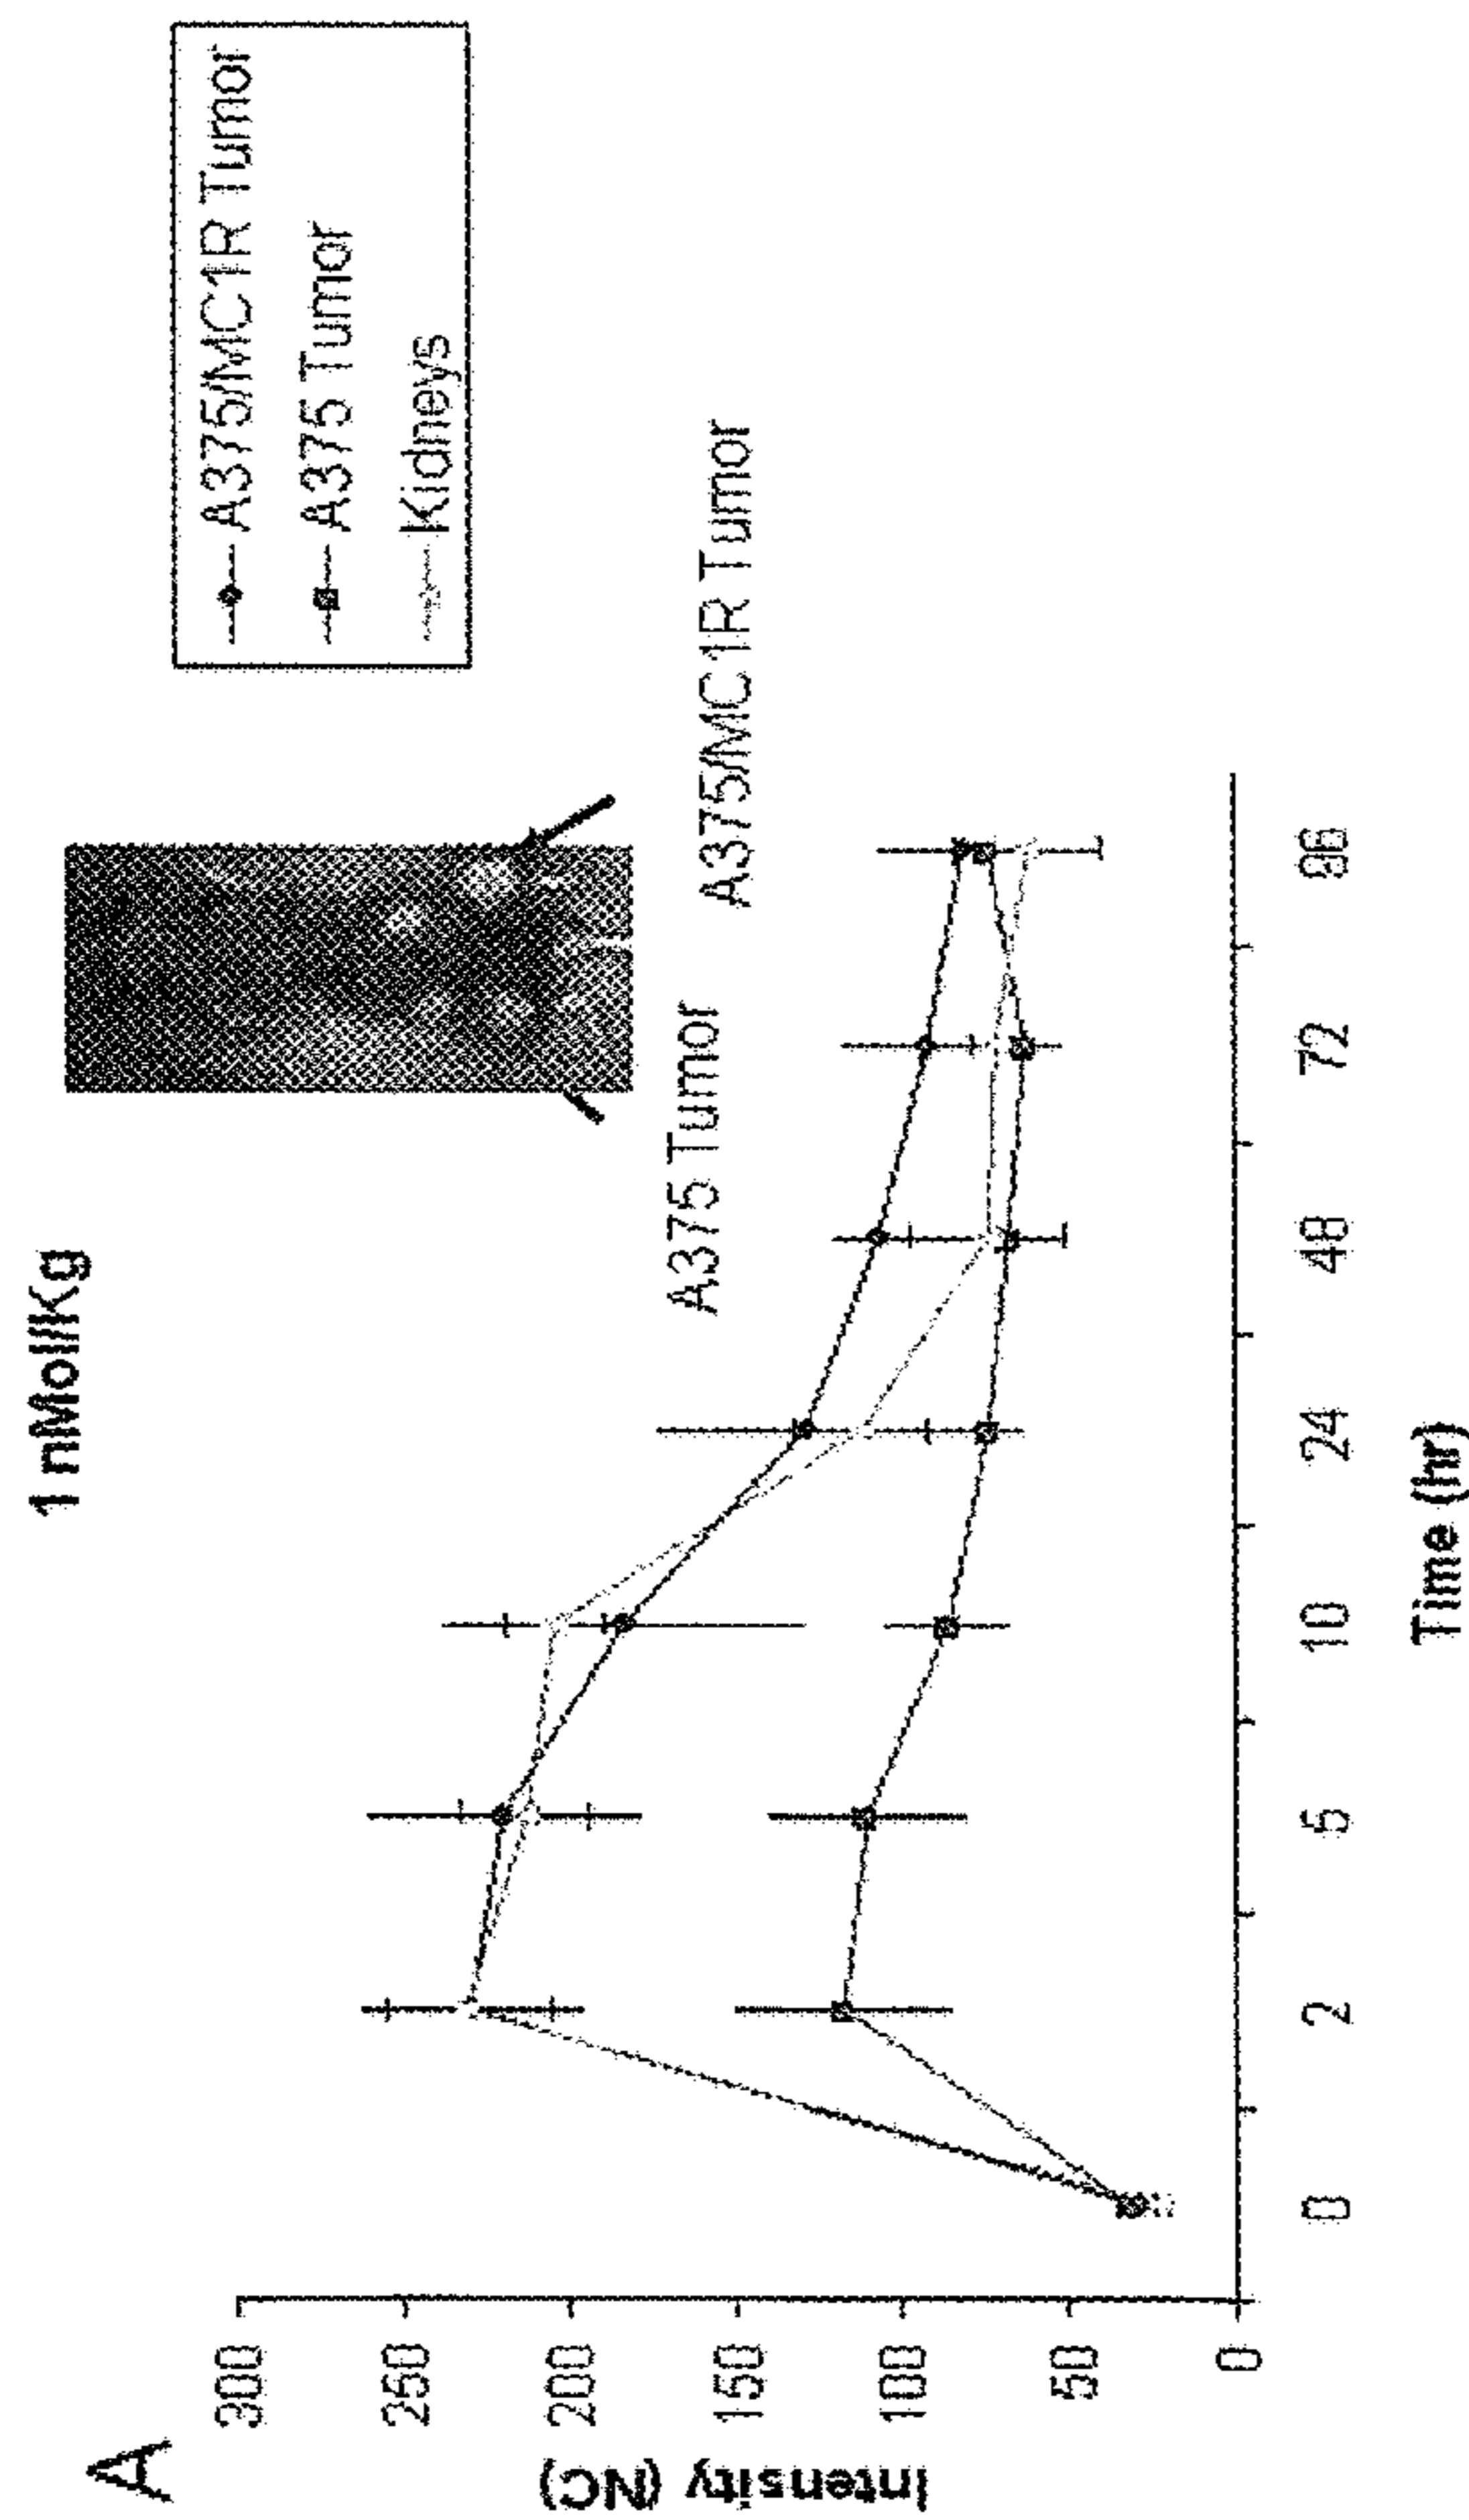 A
1 nMol/Kg
A375/MC1R Tumor
A375 Tumor
Kidneys
A375 Tumor
A375/MC1R Tumor
Intensity (NC)
300
250
200
150
100
50
0
0 2 5 10 24 48 72 96
Time (hr)